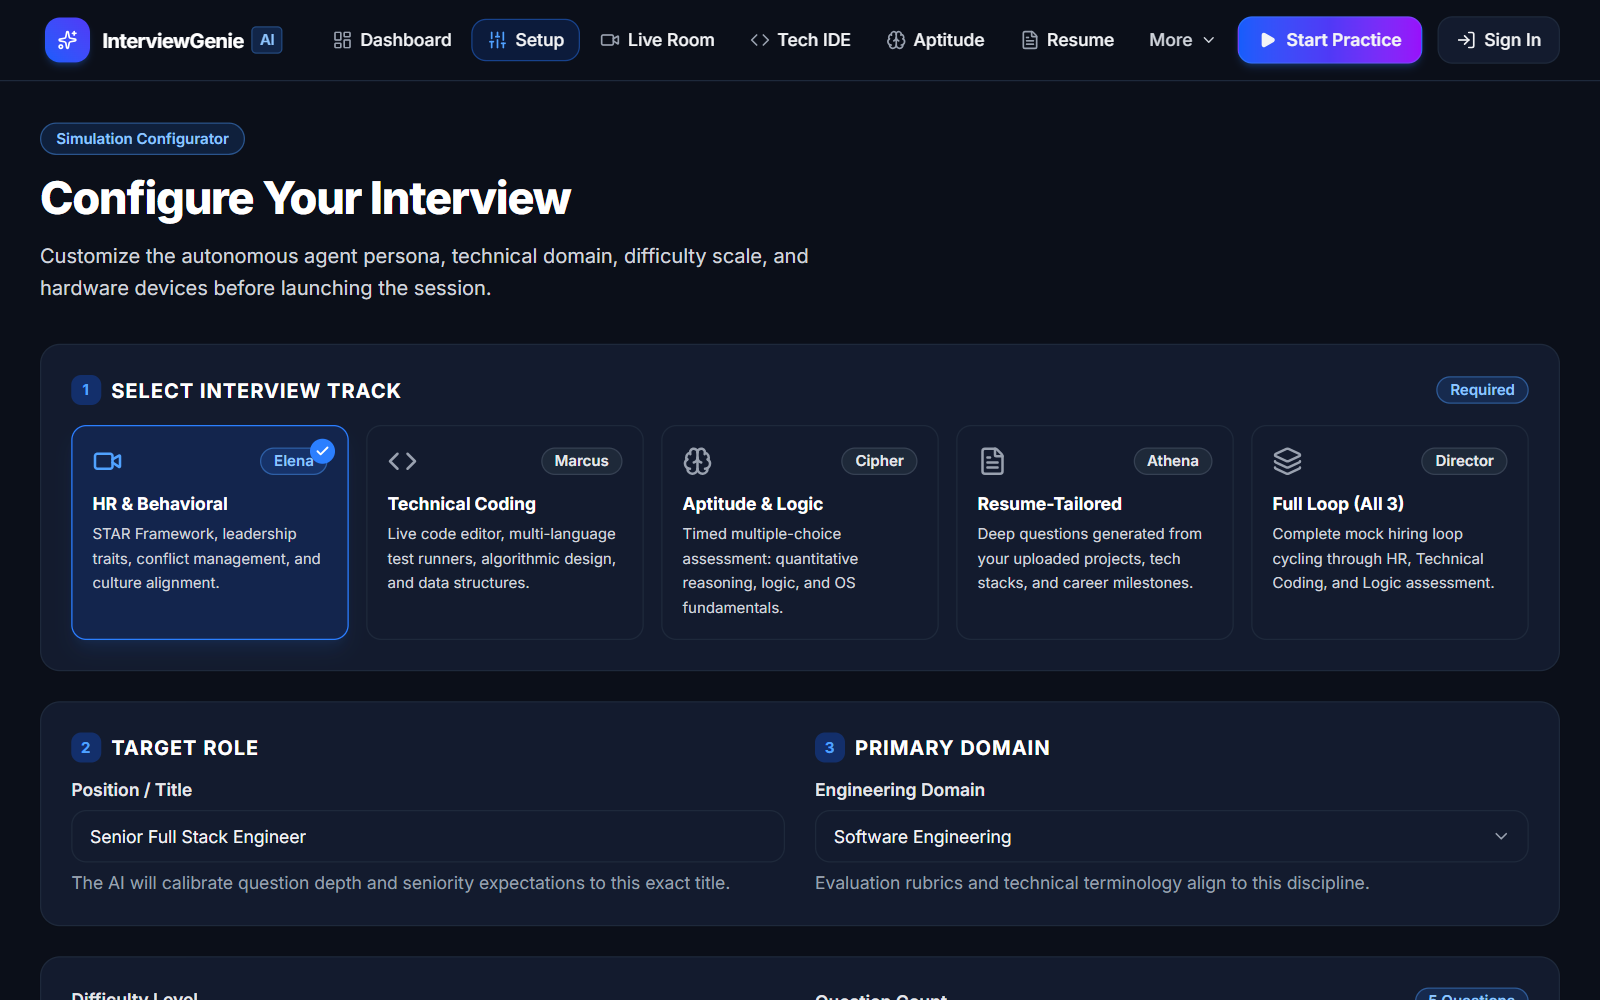 InterviewGenie AI
Dashboard
Setup
Live Room
Tech IDE
Aptitude
Resume
More
Start Practice
Sign In
Simulation Configurator
Configure Your Interview
Customize the autonomous agent persona, technical domain, difficulty scale, and
hardware devices before launching the session.
1 SELECT INTERVIEW TRACK
Required
Elena
HR & Behavioral
STAR Framework, leadership
traits, conflict management, and
culture alignment.
Marcus
Technical Coding
Live code editor, multi-language
test runners, algorithmic design,
and data structures.
Cipher
Aptitude & Logic
Timed multiple-choice
assessment: quantitative
reasoning, logic, and OS
fundamentals.
Athena
Resume-Tailored
Deep questions generated from
your uploaded projects, tech
stacks, and career milestones.
Director
Full Loop (All 3)
Complete mock hiring loop
cycling through HR, Technical
Coding, and Logic assessment.
2 TARGET ROLE
Position / Title
Senior Full Stack Engineer
The AI will calibrate question depth and seniority expectations to this exact title.
3 PRIMARY DOMAIN
Engineering Domain
Software Engineering
Evaluation rubrics and technical terminology align to this discipline.
Difficulty Level
Question Count
5 Questions